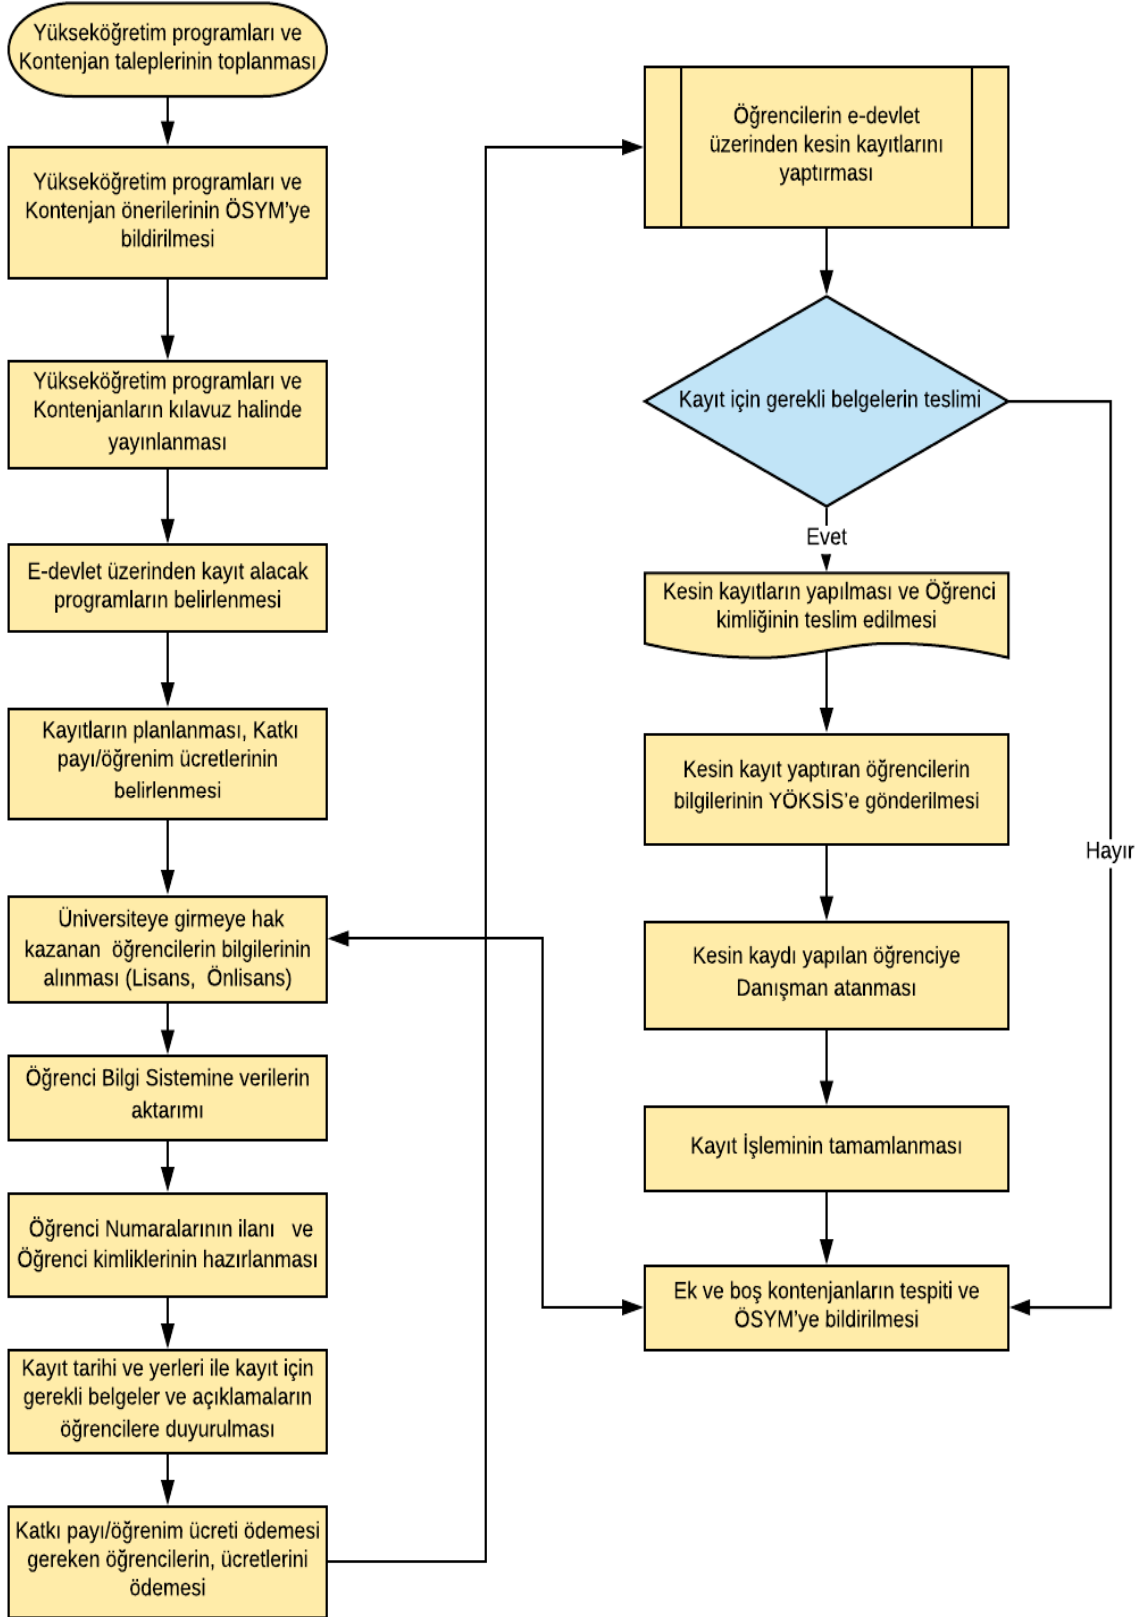 Yükseköğretim programları ve
Kontenjan taleplerinin toplanması
Yükseköğretim programları ve
Kontenjan önerilerinin ÖSYM'ye
bildirilmesi
Yükseköğretim programları ve
Kontenjanların kılavuz halinde
yayınlanması
E-devlet üzerinden kayıt alacak
programların belirlenmesi
Kayıtların planlanması, Katkı
payı/öğrenim ücretlerinin
belirlenmesi
Üniversiteye girmeye hak
kazanan öğrencilerin bilgilerinin
alınması (Lisans, Önlisans)
Öğrenci Bilgi Sistemine verilerin
aktarımı
Öğrenci Numaralarının ilanı ve
Öğrenci kimliklerinin hazırlanması
Kayıt tarihi ve yerleri ile kayıt için
gerekli belgeler ve açıklamaların
öğrencilere duyurulması
Katkı payı/öğrenim ücreti ödemesi
gereken öğrencilerin, ücretlerini
ödemesi
Öğrencilerin e-devlet
üzerinden kesin kayıtlarını
yaptırması
Kayıt için gerekli belgelerin teslimi
Evet
Kesin kayıtların yapılması ve Öğrenci
kimliğinin teslim edilmesi
Kesin kayıt yaptıran öğrencilerin
bilgilerinin YÖKSİS'e gönderilmesi
Hayır
Kesin kaydı yapılan öğrenciye
Danışman atanması
Kayıt İşleminin tamamlanması
Ek ve boş kontenjanların tespiti ve
ÖSYM'ye bildirilmesi